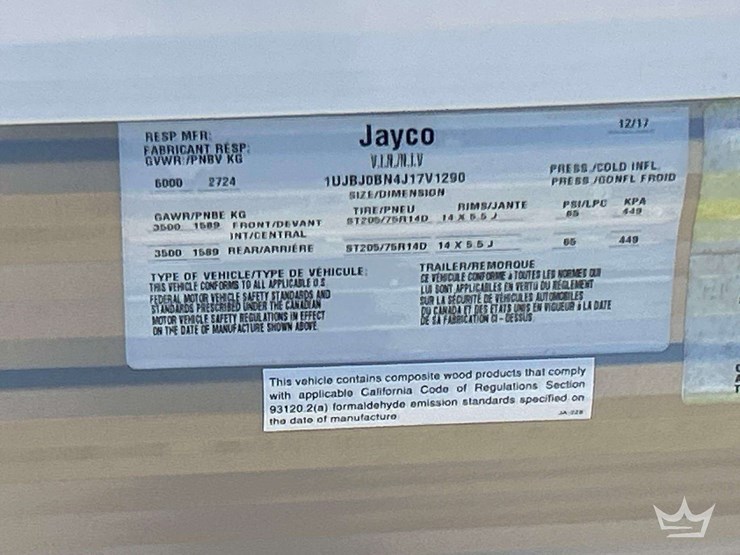 RESP MFR:
FABRICANT RESP:
Jayco
12/17
GVWR/PNBV KG
V.I.N./N.I.V
6000 2724
1UJBJ0BN4J17V1290
PRESS./COLD INFL.
PRESS./GONFL FROID
SIZE/DIMENSION
GAWR/PNBE KG
TIRE/PNEU RIMS/JANTE PSI/LPC KPA
3500 1589 FRONT/DEVANT ST205/75R14D 14 X 5.5 J 65 449
INT/CENTRAL
3500 1589 REAR/ARRIÈRE ST205/75R14D 14 X 5.5 J 65 449
TYPE OF VEHICLE/TYPE DE VÉHICULE:
TRAILER/REMORQUE
THIS VEHICLE CONFORMS TO ALL APPLICABLE U.S
FEDERAL MOTOR VEHICLE SAFETY STANDARDS AND
STANDARDS PRESCRIBED UNDER THE CANADIAN
MOTOR VEHICLE SAFETY REGULATIONS IN EFFECT
ON THE DATE OF MANUFACTURE SHOWN ABOVE.
CE VÉHICULE CONFORME à TOUTES LES NORMES QUI
LUI SONT APPLICABLES EN VERTU DU RÈGLEMENT
SUR LA SÉCURITÉ DE VÉHICULES AUTOMOBILES
DU CANADA ET DES ÉTATS UNIS EN VIGUEUR à LA DATE
DE SA FABRICATION CI - DESSUS.
This vehicle contains composite wood products that comply
with applicable California Code of Regulations Section
93120.2(a) formaldehyde emission standards specified on
the date of manufacture